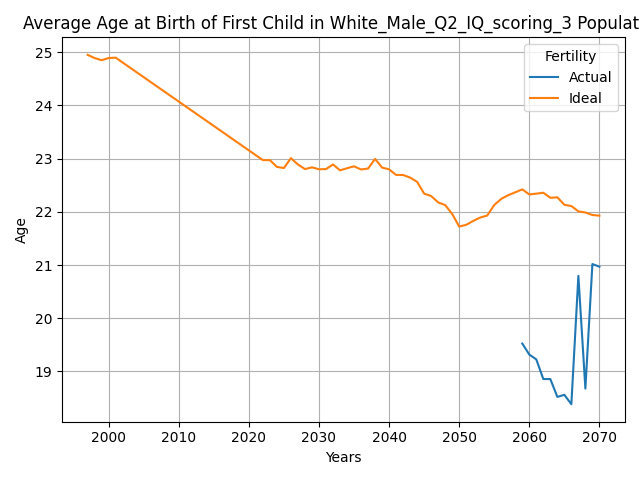 Average Age at Birth of First Child in White_Male_Q2_IQ_scoring_3 Populat
Fertility
Actual
Ideal
25
24
23
22
21
20
19
Age
2000 2010 2020 2030 2040 2050 2060 2070
Years